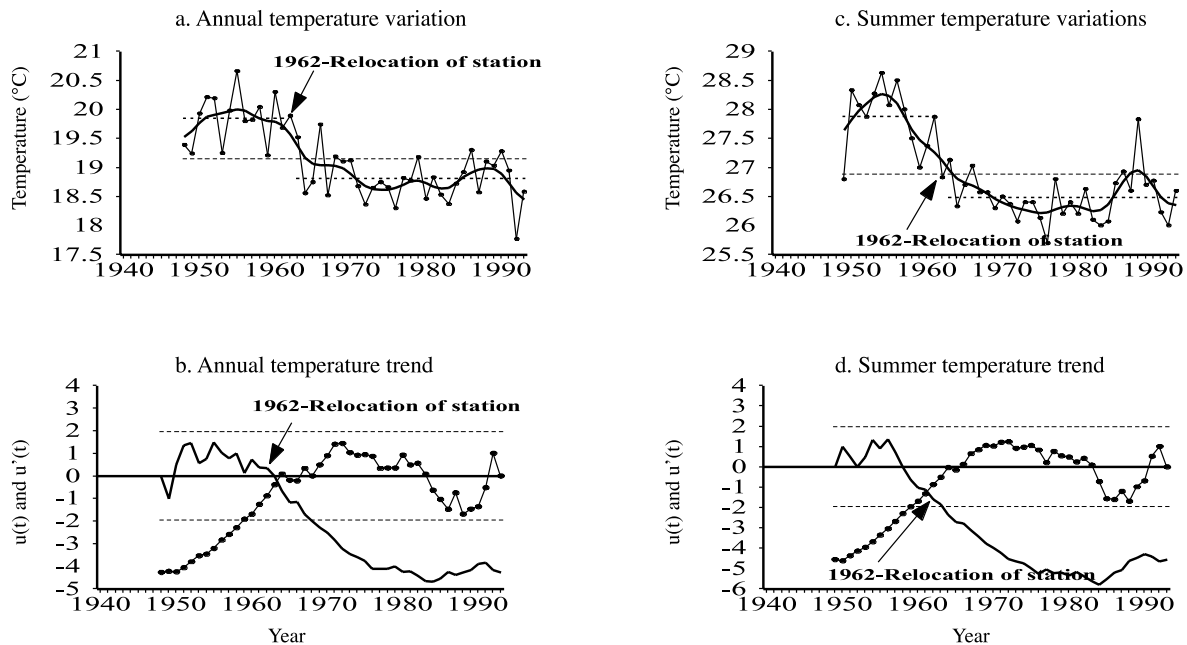 a. Annual temperature variation
21
20.5
20
19.5
19
18.5
18
17.5
Temperature (°C)
1962-Relocation of station
1940 1950 1960 1970 1980 1990
c. Summer temperature variations
29
28
27.5
27
26.5
26
25.5
Temperature (°C)
1962-Relocation of station
1940 1950 1960 1970 1980 1990
b. Annual temperature trend
4
3
2
1
0
-1
-2
-3
-4
-5
u(t) and u'(t)
1962-Relocation of station
1940 1950 1960 1970 1980 1990
Year
d. Summer temperature trend
4
3
2
1
0
-1
-2
-3
-4
-5
-6
u(t) and u'(t)
1962-Relocation of station
1940 1950 1960 1970 1980 1990
Year